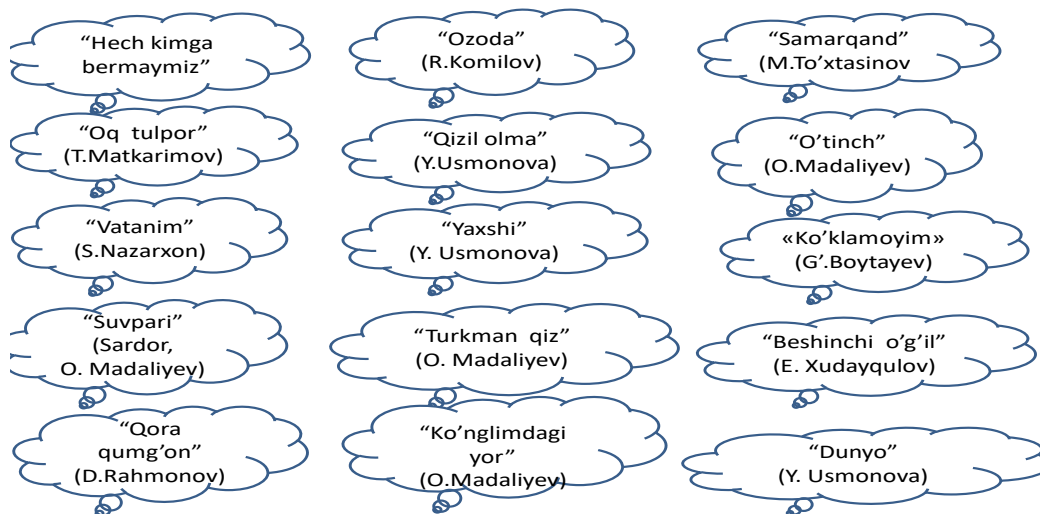 “Hech kimga
bermaymiz”
“Ozoda”
(R.Komilov)
“Samarqand”
(M.To’xtasinov
“Oq tulpor”
(T.Matkarimov)
“Qizil olma”
(Y.Usmonova)
“O’tinch”
(O.Madaliyev)
“Vatanim”
(S.Nazarxon)
“Yaxshi”
(Y. Usmonova)
«Ko’klamoyim»
(G’.Boytayev)
“Suvpari”
(Sardor,
O. Madaliyev)
“Turkman qiz”
(O. Madaliyev)
“Beshinchi o’g’il”
(E. Xudayqulov)
“Qora
qumg’on”
(D.Rahmonov)
“Ko’nglimdagi
yor”
(O.Madaliyev)
“Dunyo”
(Y. Usmonova)